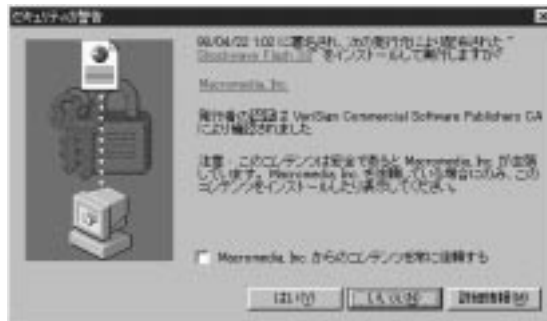 セキュリティの警告
98/04/22 1:02 に署名され、次の発行元により配布された "
Shockwave Flash 3.0" をインストールして実行しますか?
Macromedia, Inc.
発行者の認証は VeriSign Commercial Software Publishers CA
により確認されました
注意 : このコンテンツは安全であると Macromedia, Inc. が主張
しています。Macromedia, Inc. を信頼している場合にのみ、この
コンテンツをインストールしたり表示してください。
Macromedia, Inc. からのコンテンツを常に信頼する
はい(Y)
いいえ(N)
詳細情報(M)